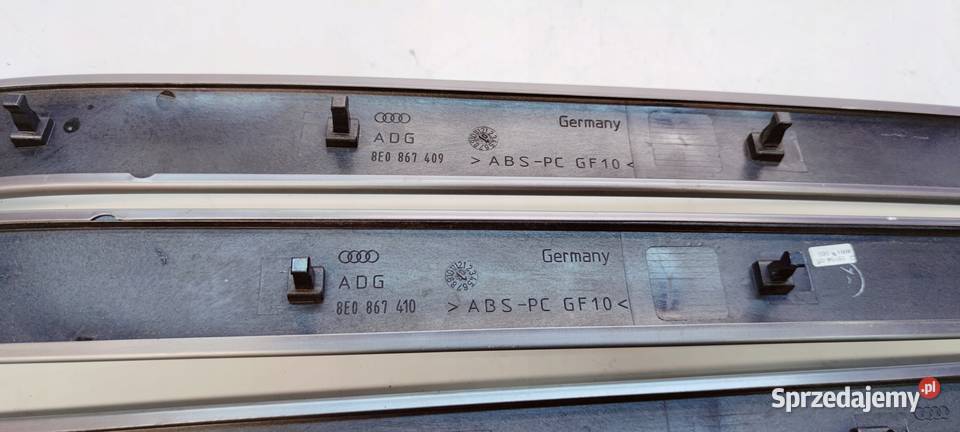 ADG
8E0 867 409
Germany
> ABS-PC GF10 <
ADG
8E0 867 410
Germany
> ABS-PC GF10 <
Sprzedajemy.pl